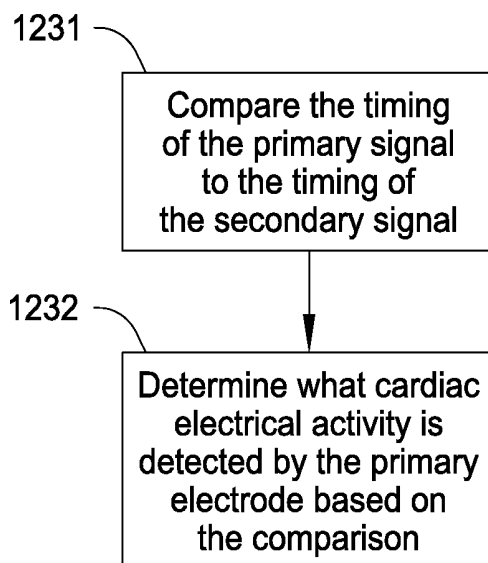 1231
Compare the timing
of the primary signal
to the timing of
the secondary signal
1232
Determine what cardiac
electrical activity is
detected by the primary
electrode based on
the comparison